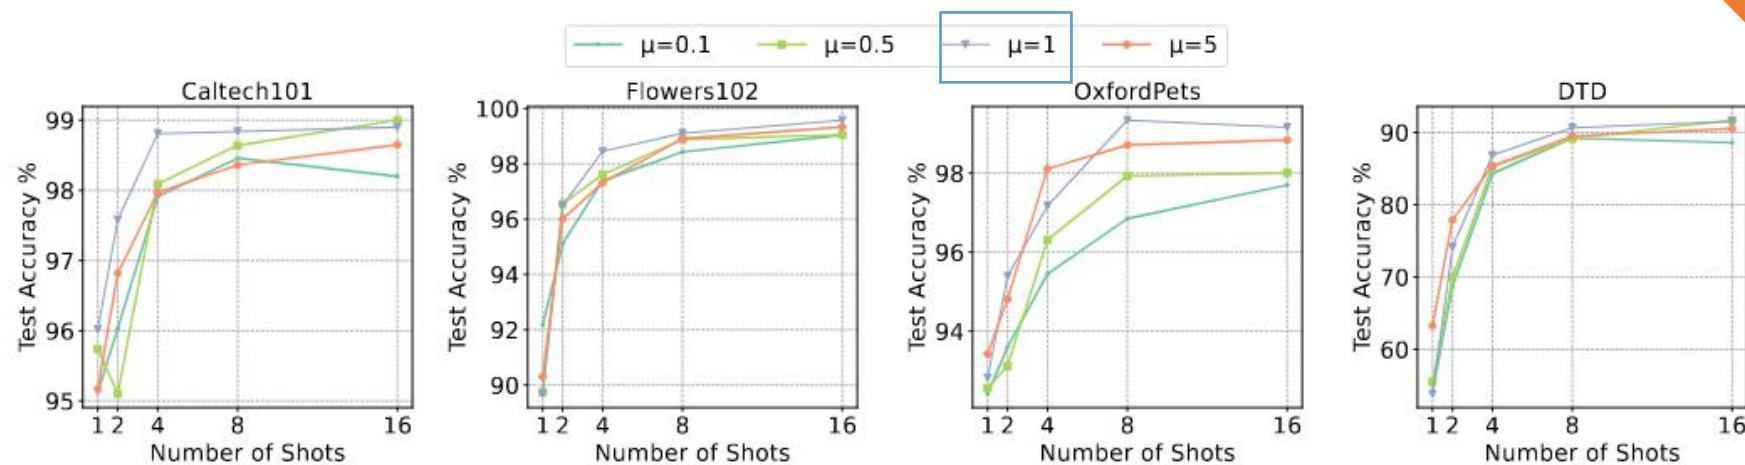 μ=0.1 μ=0.5 μ=1 μ=5
Caltech101
Test Accuracy %
99
98
97
96
95
1 2 4 8 16
Number of Shots
Flowers102
Test Accuracy %
100
98
96
94
92
90
1 2 4 8 16
Number of Shots
OxfordPets
Test Accuracy %
98
96
94
1 2 4 8 16
Number of Shots
DTD
Test Accuracy %
90
80
70
60
1 2 4 8 16
Number of Shots